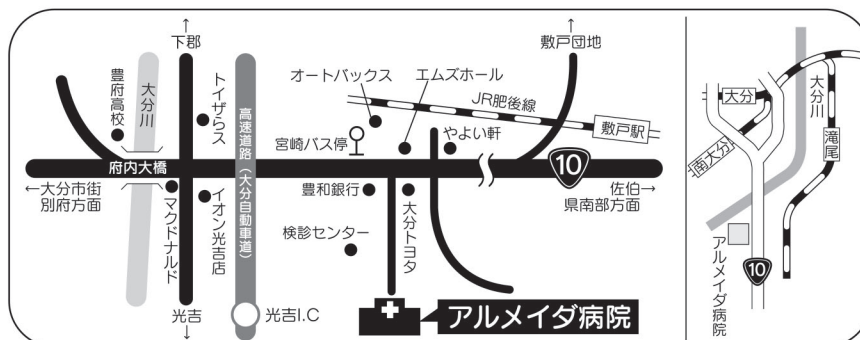 ↑
下郡
↑
敷戸団地
豊府高校
大分川
トイザらス
高速道路（大分自動車道）
オートバックス
エムズホール
JR肥後線
敷戸駅
宮崎バス停
やよい軒
府内大橋
10
←大分市街
別府方面
佐伯→
県南部方面
マクドナルド
イオン光吉店
豊和銀行
大分トヨタ
検診センター
光吉
↓
光吉I.C
アルメイダ病院
大分
大分川
滝尾
南大分
アルメイダ病院
10